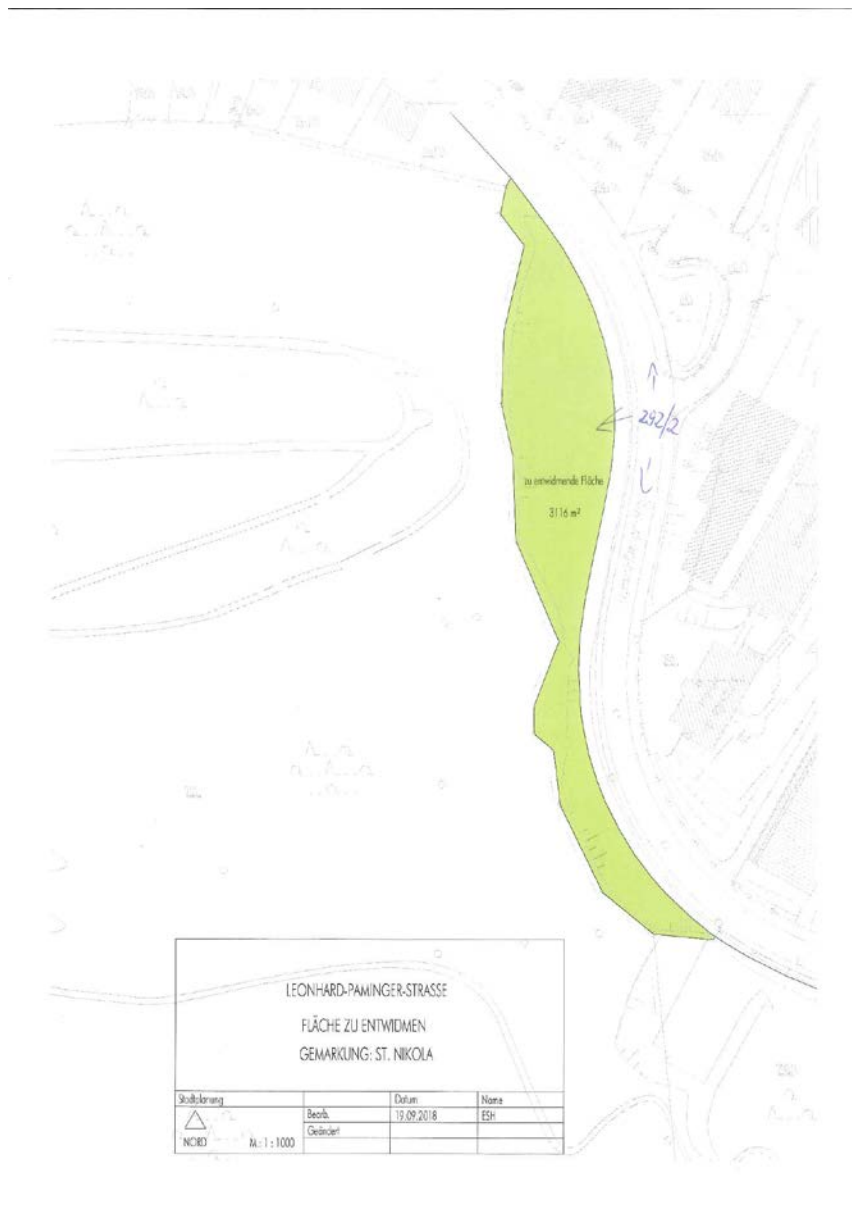 292/2
zu entwidmende Fläche
3116 m²
LEONHARD-PAMINGER-STRASSE
FLÄCHE ZU ENTWIDMEN
GEMARKUNG: ST. NIKOLA
Stadtplanung Datum Name
Bearb. 19.09.2018 ESH
Geändert
NORD M.: 1 : 1000